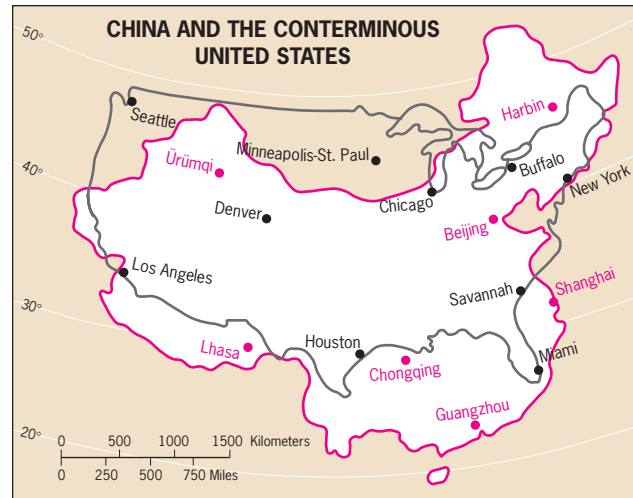 CHINA AND THE CONTERMINOUS
UNITED STATES
50°
40°
30°
20°
Seattle
Harbin
Ürümqi
Minneapolis-St. Paul
Buffalo
New York
Chicago
Denver
Beijing
Los Angeles
Savannah
Shanghai
Houston
Lhasa
Chongqing
Miami
Guangzhou
0 500 1000 1500 Kilometers
0 250 500 750 Miles